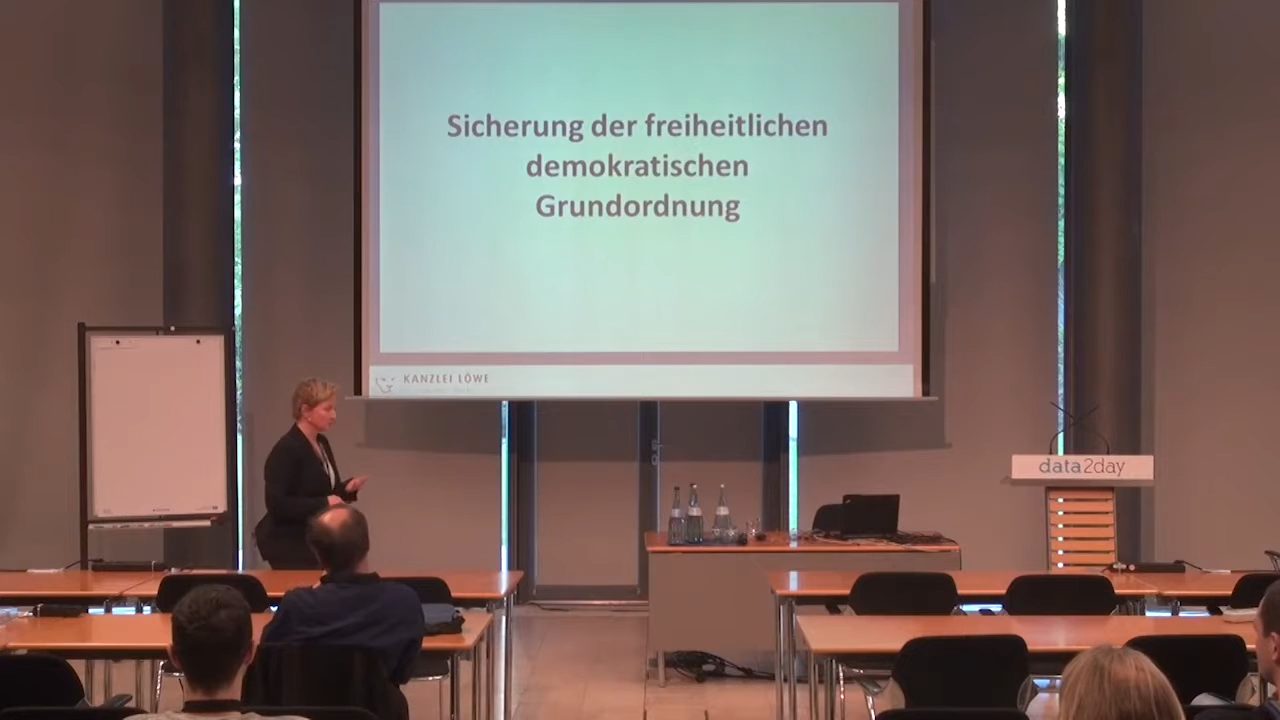 Sicherung der freiheitlichen
demokratischen
Grundordnung
KANZLEI LÖWE
data2day